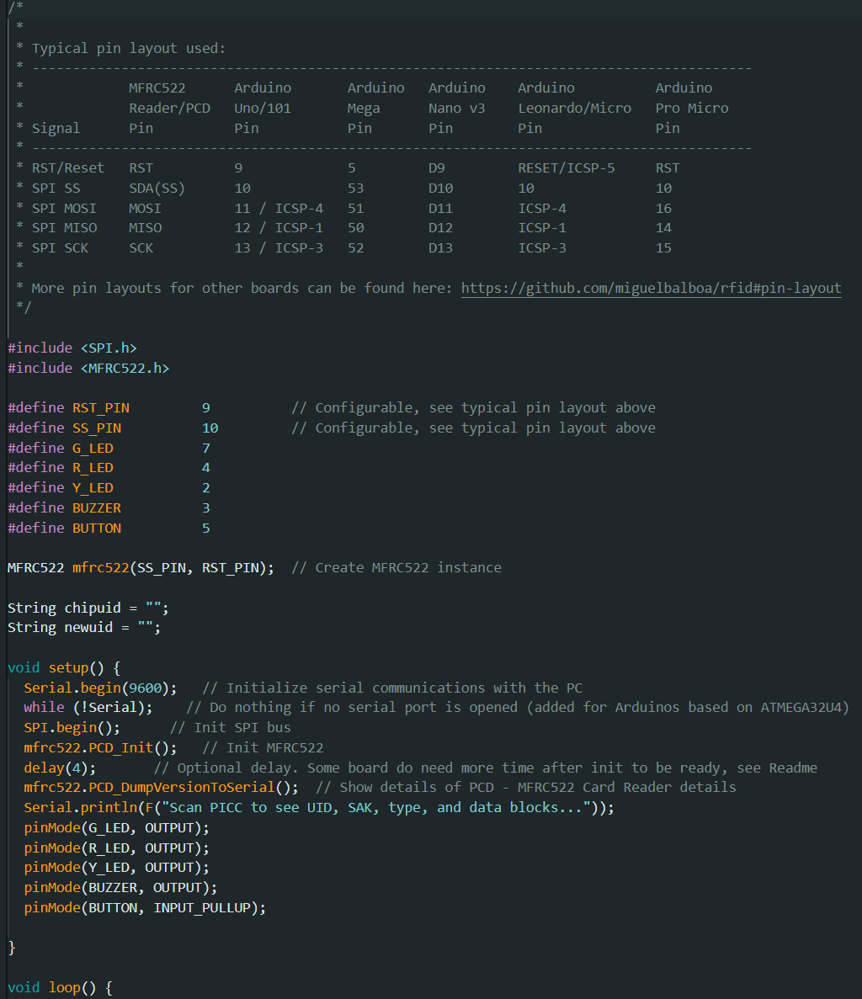 /*
 *
 * Typical pin layout used:
 * -----------------------------------------------------------------------------------------
 *             MFRC522      Arduino       Arduino   Arduino    Arduino          Arduino
 *             Reader/PCD   Uno/101       Mega      Nano v3    Leonardo/Micro   Pro Micro
 * Signal      Pin          Pin           Pin       Pin        Pin              Pin
 * -----------------------------------------------------------------------------------------
 * RST/Reset   RST          9             5         D9         RESET/ICSP-5     RST
 * SPI SS      SDA(SS)      10            53        D10        10               10
 * SPI MOSI    MOSI         11 / ICSP-4   51        D11        ICSP-4           16
 * SPI MISO    MISO         12 / ICSP-1   50        D12        ICSP-1           14
 * SPI SCK     SCK          13 / ICSP-3   52        D13        ICSP-3           15
 *
 * More pin layouts for other boards can be found here: https://github.com/miguelbalboa/rfid#pin-layout
 */

#include <SPI.h>
#include <MFRC522.h>

#define RST_PIN         9          // Configurable, see typical pin layout above
#define SS_PIN          10         // Configurable, see typical pin layout above
#define G_LED           7
#define R_LED           4
#define Y_LED           2
#define BUZZER          3
#define BUTTON          5

MFRC522 mfrc522(SS_PIN, RST_PIN);  // Create MFRC522 instance

String chipuid = "";
String newuid = "";

void setup() {
  Serial.begin(9600);   // Initialize serial communications with the PC
  while (!Serial);    // Do nothing if no serial port is opened (added for Arduinos based on ATMEGA32U4)
  SPI.begin();      // Init SPI bus
  mfrc522.PCD_Init();   // Init MFRC522
  delay(4);       // Optional delay. Some board do need more time after init to be ready, see Readme
  mfrc522.PCD_DumpVersionToSerial();  // Show details of PCD - MFRC522 Card Reader details
  Serial.println(F("Scan PICC to see UID, SAK, type, and data blocks..."));
  pinMode(G_LED, OUTPUT);
  pinMode(R_LED, OUTPUT);
  pinMode(Y_LED, OUTPUT);
  pinMode(BUZZER, OUTPUT);
  pinMode(BUTTON, INPUT_PULLUP);

}

void loop() {